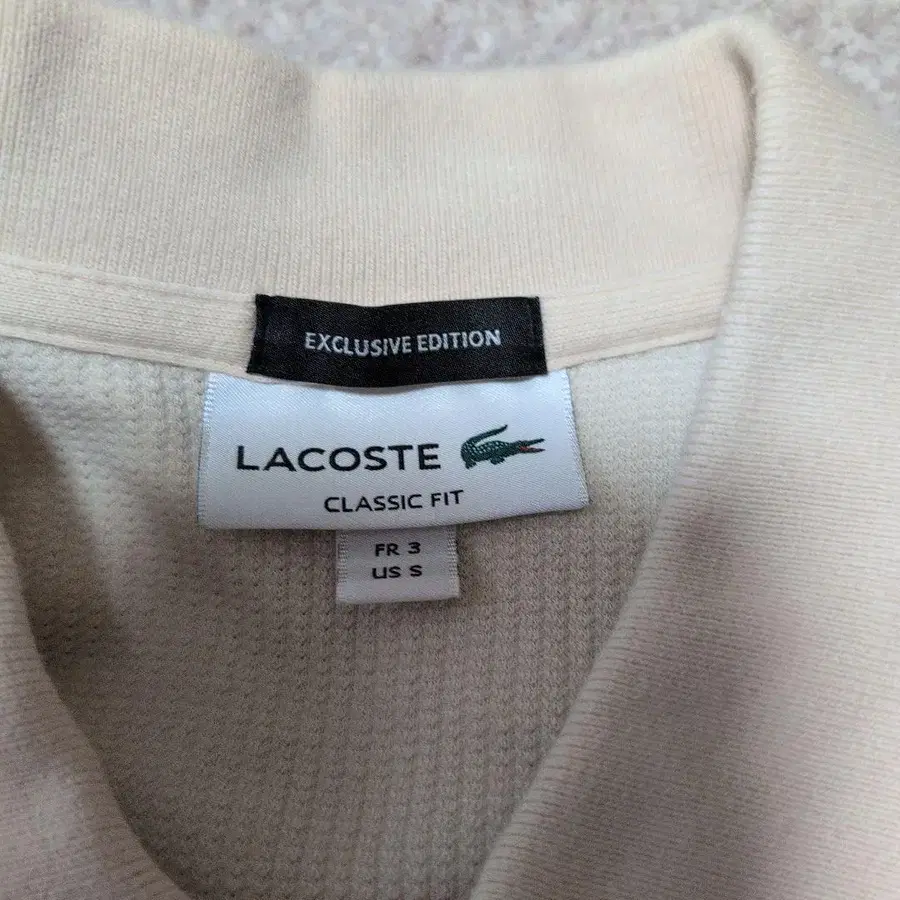 EXCLUSIVE EDITION
LACOSTE
CLASSIC FIT
FR 3
US S